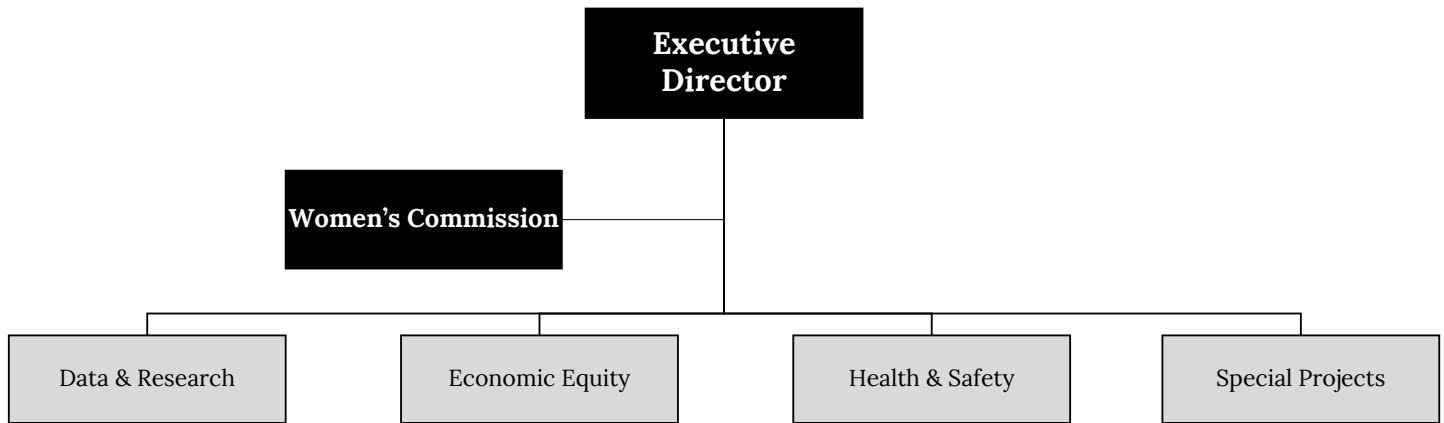 Executive
Director
Women’s Commission
Data & Research
Economic Equity
Health & Safety
Special Projects